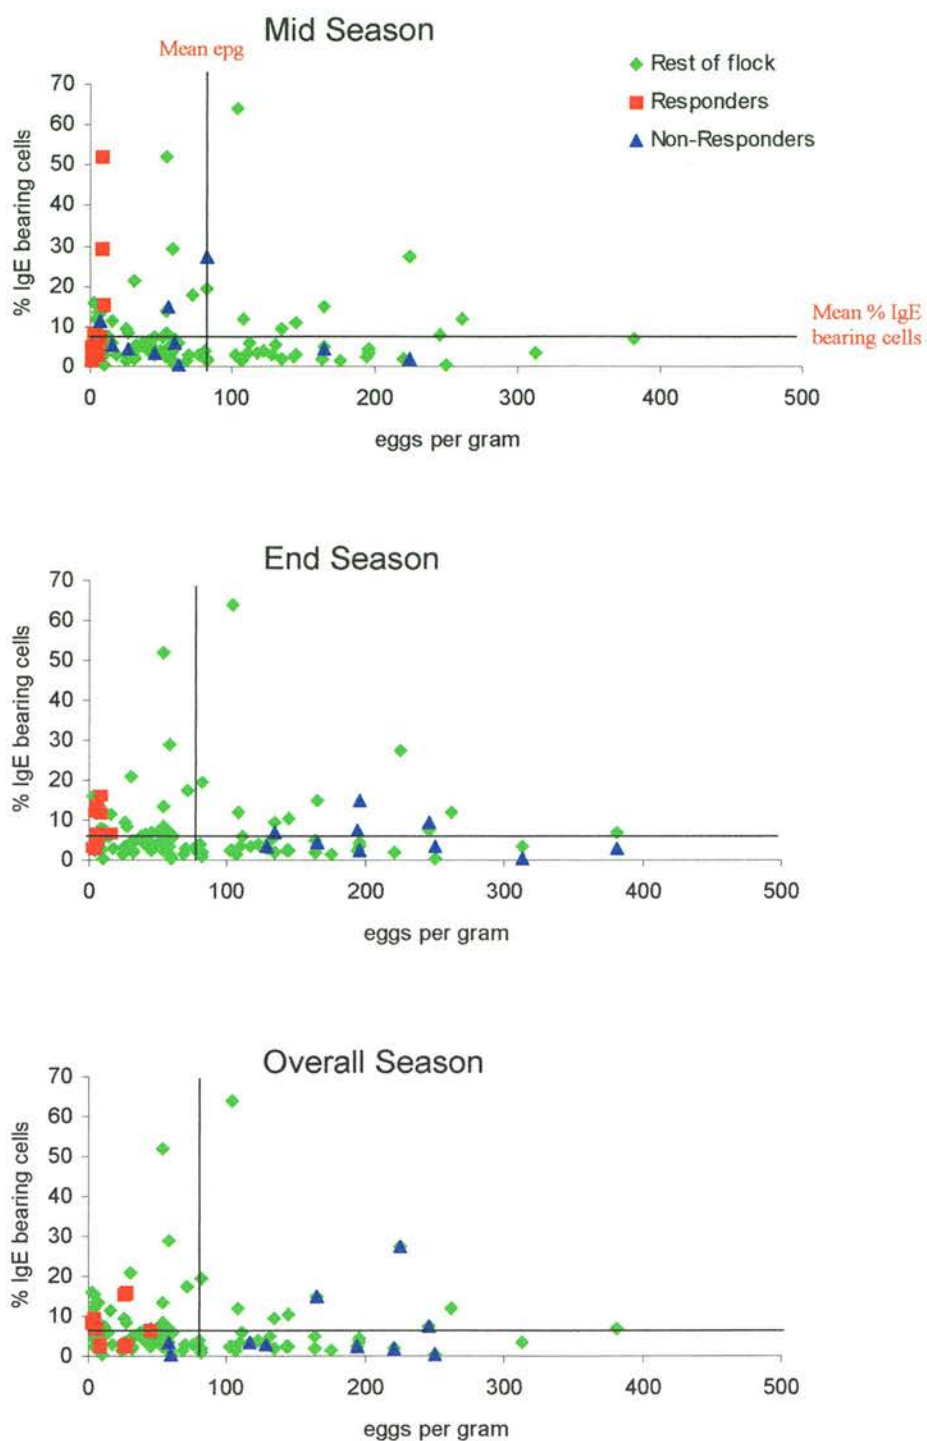 Mid Season
Mean epg
Rest of flock
Responders
Non-Responders
% IgE bearing cells
70
60
50
40
30
20
10
0
Mean % IgE
bearing cells
0 100 200 300 400 500
eggs per gram
End Season
% IgE bearing cells
70
60
50
40
30
20
10
0
0 100 200 300 400 500
eggs per gram
Overall Season
% IgE bearing cells
70
60
50
40
30
20
10
0
0 100 200 300 400 500
eggs per gram